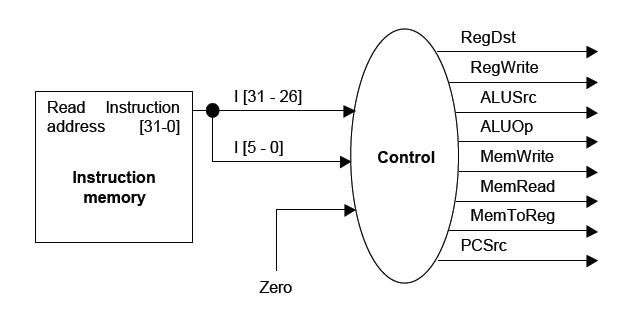 Read Instruction
address [31-0]
Instruction
memory
I [31 - 26]
I [5 - 0]
Zero
Control
RegDst
RegWrite
ALUSrc
ALUOp
MemWrite
MemRead
MemToReg
PCSrc